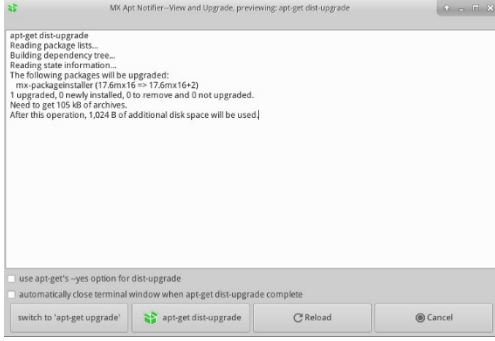 MX Apt Notifier--View and Upgrade, previewing: apt-get dist-upgrade
apt-get dist-upgrade
Reading package lists...
Building dependency tree...
Reading state information...
The following packages will be upgraded:
mx-packageinstaller (17.6mx16 => 17.6mx16+2)
1 upgraded, 0 newly installed, 0 to remove and 0 not upgraded.
Need to get 105 kB of archives.
After this operation, 1,024 B of additional disk space will be used.
use apt-get's --yes option for dist-upgrade
automatically close terminal window when apt-get dist-upgrade complete
switch to 'apt-get upgrade'
apt-get dist-upgrade
Reload
Cancel